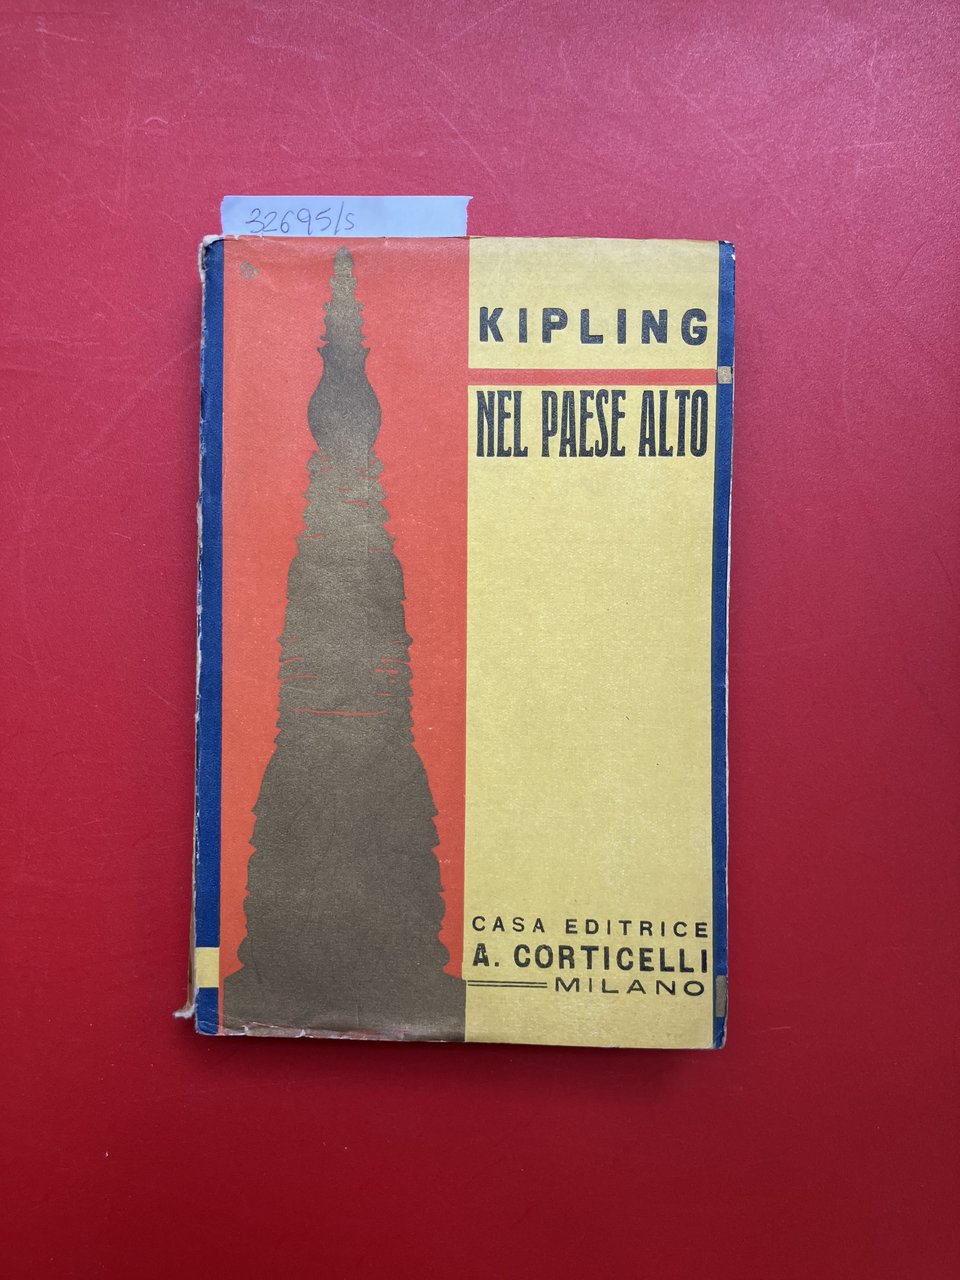 32695/s
KIPLING
NEL PAESE ALTO
CASA EDITRICE
A. CORTICELLI
MILANO